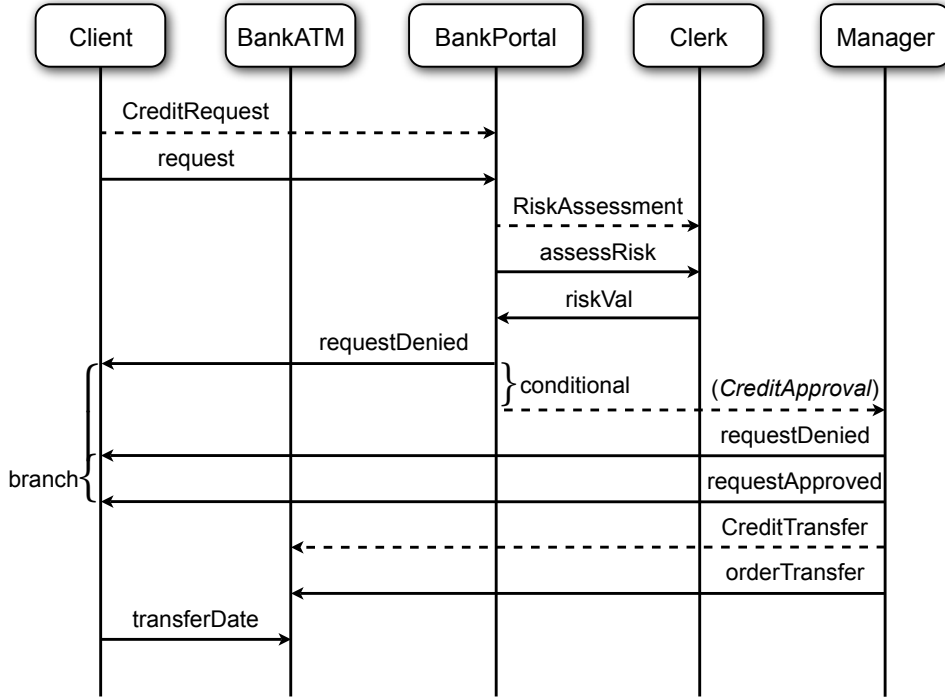 Client
BankATM
BankPortal
Clerk
Manager
CreditRequest
request
RiskAssessment
assessRisk
riskVal
requestDenied
conditional
(CreditApproval)
requestDenied
branch
requestApproved
CreditTransfer
orderTransfer
transferDate